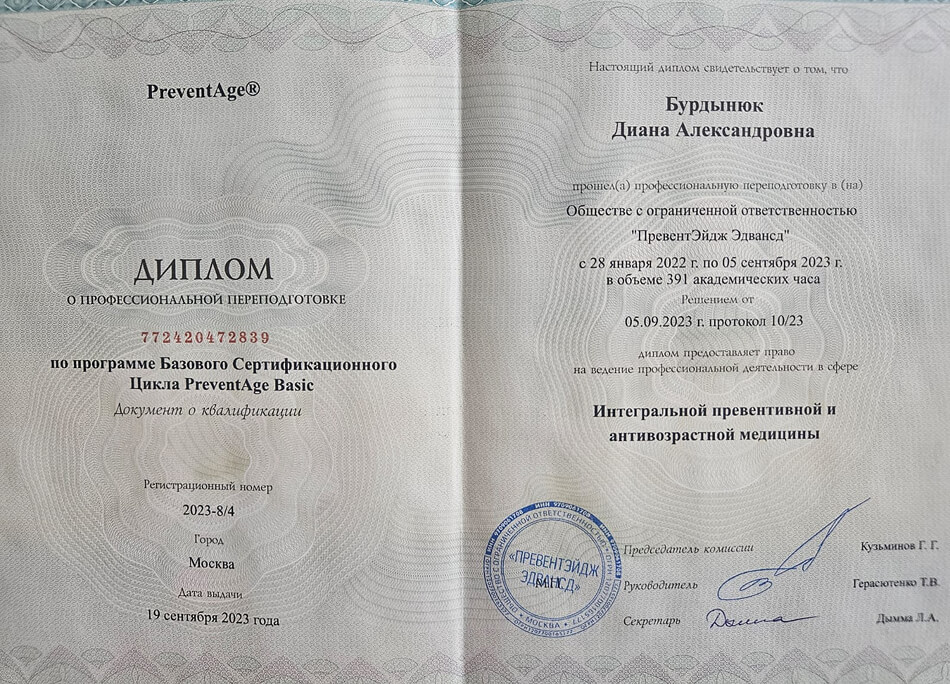 PreventAge®
ДИПЛОМ
О ПРОФЕССИОНАЛЬНОЙ ПЕРЕПОДГОТОВКЕ
772420472839
по программе Базового Сертификационного
Цикла PreventAge Basic
Документ о квалификации
Регистрационный номер
2023-8/4
Город
Москва
Дата выдачи
19 сентября 2023 года
Настоящий диплом свидетельствует о том, что
Бурдынюк
Диана Александровна
прошел(а) профессиональную переподготовку в (на)
Обществе с ограниченной ответственностью
"ПревентЭйдж Эдвансд"
с 28 января 2022 г. по 05 сентября 2023 г.
в объеме 391 академических часа
Решением от
05.09.2023 г. протокол 10/23
диплом предоставляет право
на ведение профессиональной деятельности в сфере
Интегральной превентивной и
антивозрастной медицины
Председатель комиссии
Кузьминов Г. Г.
Руководитель
Герасютенко Т.В.
Секретарь
Дымма
Дымма Л.А.
М.П.
«ПРЕВЕНТЭЙДЖ
ЭДВАНСД»
ОБЩЕСТВО С ОГРАНИЧЕННОЙ ОТВЕТСТВЕННОСТЬЮ
МОСКВА